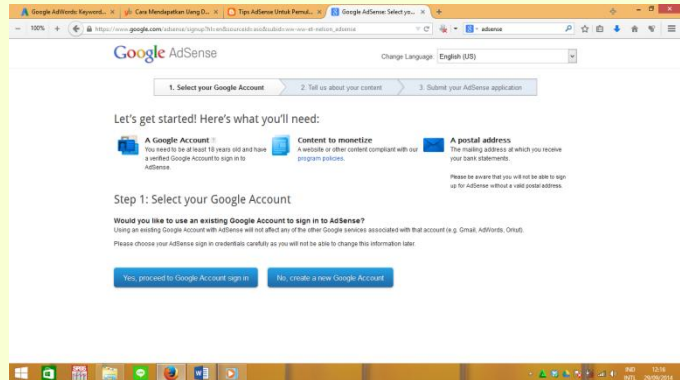 Google AdWords: Keyword...
Cara Mendapatkan Uang D...
Tips AdSense Untuk Pemul...
Google AdSense: Select yo...
100%
adsense
Google AdSense
Change Language
English (US)
1. Select your Google Account
2. Tell us about your content
3. Submit your AdSense application
Let's get started! Here's what you'll need:
A Google Account ?
You need to be at least 18 years old and have
a verified Google Account to sign in to
AdSense.
Content to monetize
A website or other content compliant with our
program policies.
A postal address
The mailing address at which you receive
your bank statements.
Please be aware that you will not be able to sign
up for AdSense without a valid postal address.
Step 1: Select your Google Account
Would you like to use an existing Google Account to sign in to AdSense?
Using an existing Google Account with AdSense will not affect any of the other Google services associated with that account (e.g. Gmail, AdWords, Orkut).
Please choose your AdSense sign in credentials carefully as you will not be able to change this information later.
Yes, proceed to Google Account sign in
No, create a new Google Account
IND
INTL
12:16
29/09/2014